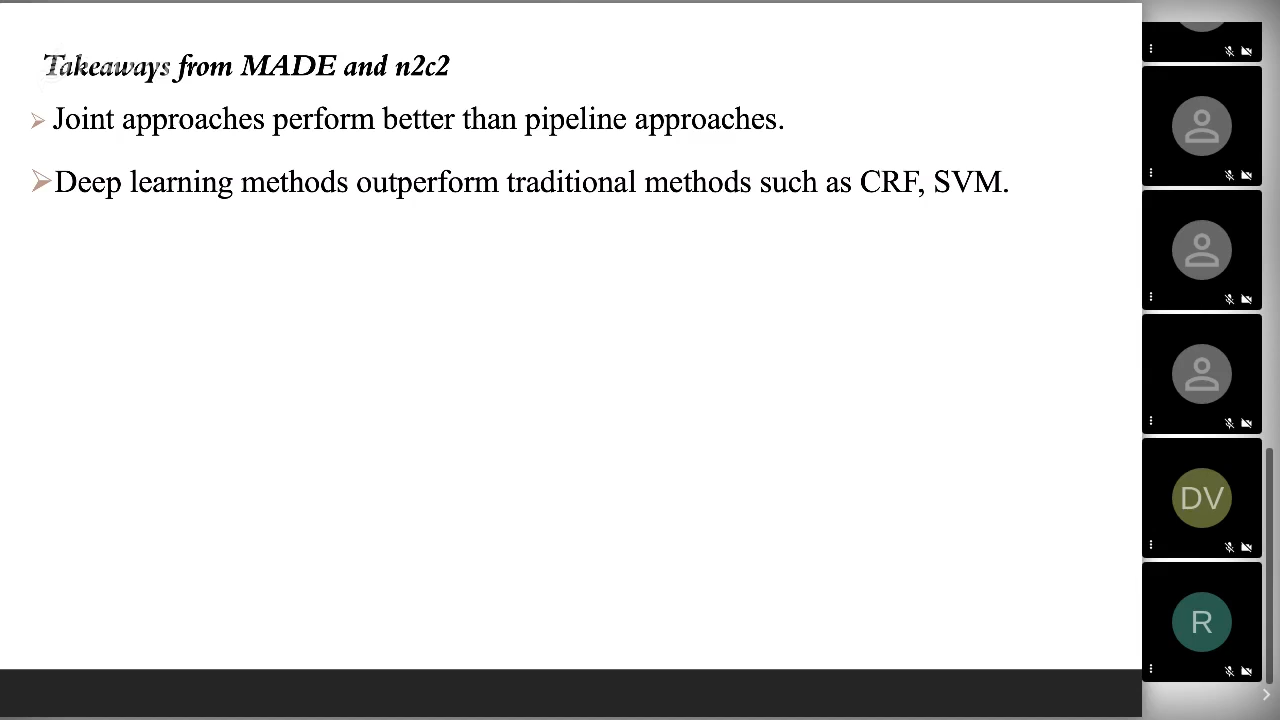 Takeaways from MADE and n2c2
Joint approaches perform better than pipeline approaches.
Deep learning methods outperform traditional methods such as CRF, SVM.
DV
R